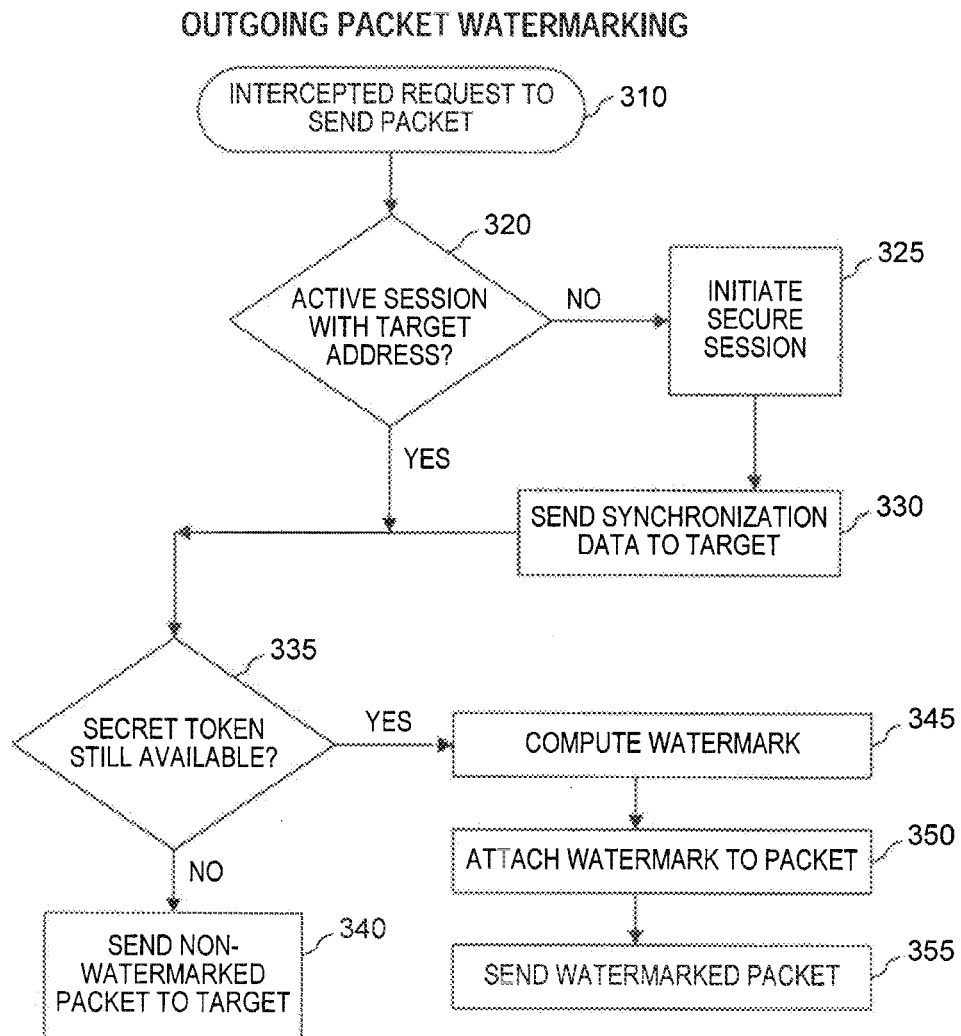 OUTGOING PACKET WATERMARKING
INTERCEPTED REQUEST TO
SEND PACKET
310
320
ACTIVE SESSION
WITH TARGET
ADDRESS?
NO
325
INITIATE
SECURE
SESSION
YES
SEND SYNCHRONIZATION
DATA TO TARGET
330
335
SECRET TOKEN
STILL AVAILABLE?
YES
COMPUTE WATERMARK
345
ATTACH WATERMARK TO PACKET
350
NO
SEND NON-
WATERMARKED
PACKET TO TARGET
340
SEND WATERMARKED PACKET
355